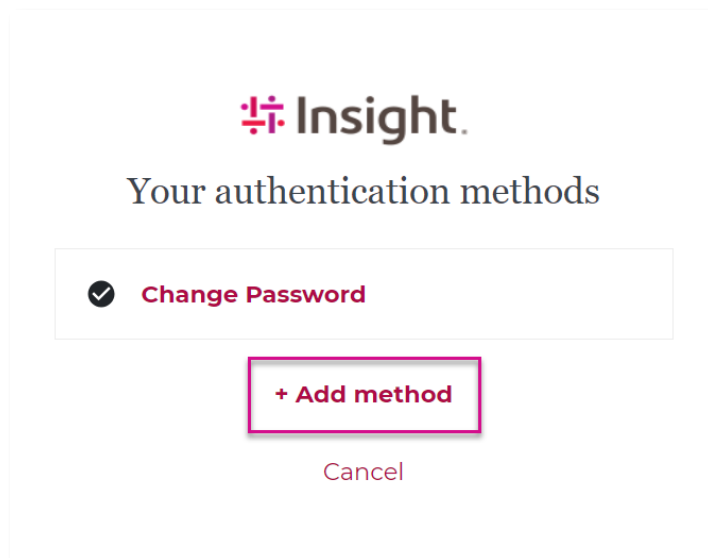 Insight.
Your authentication methods
Change Password
+ Add method
Cancel